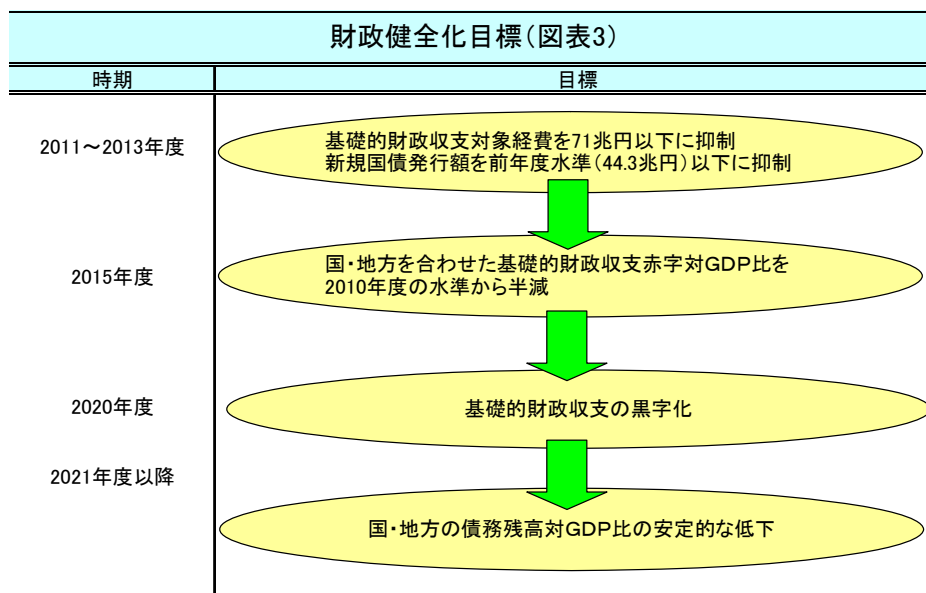 財政健全化目標(図表3)
時期
目標
2011～2013年度
基礎的財政収支対象経費を71兆円以下に抑制
新規国債発行額を前年度水準(44.3兆円)以下に抑制
2015年度
国・地方を合わせた基礎的財政収支赤字対GDP比を
2010年度の水準から半減
2020年度
基礎的財政収支の黒字化
2021年度以降
国・地方の債務残高対GDP比の安定的な低下